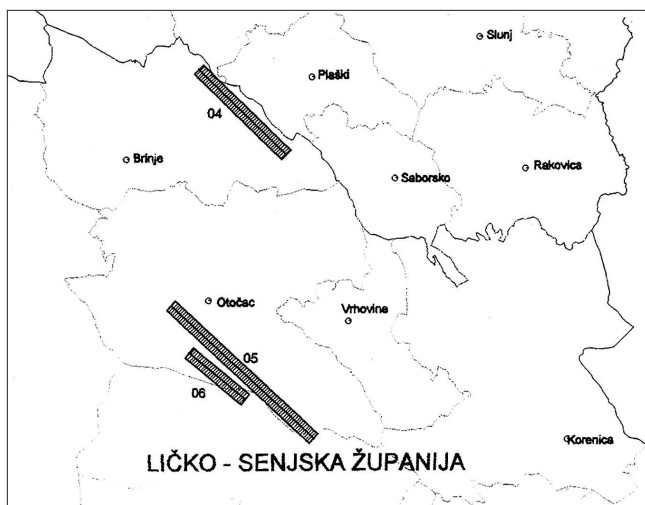 Slunj
Plaški
04
Brinje
Saborsko
Rakovica
Otočac
Vrhovine
05
06
Korenica
LIČKO - SENJSKA ŽUPANIJA